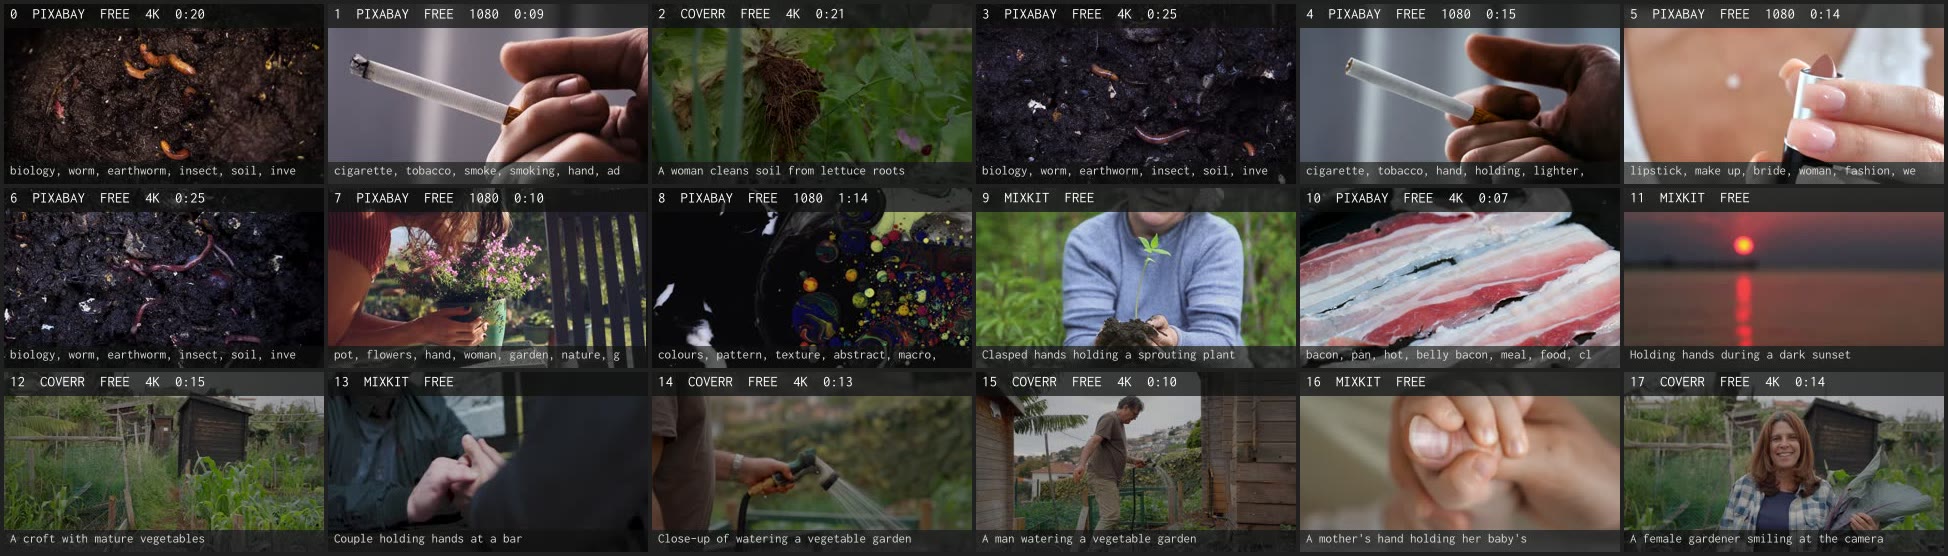 0 PIXABAY FREE 4K 0:20
biology, worm, earthworm, insect, soil, inve
1 PIXABAY FREE 1080 0:09
cigarette, tobacco, smoke, smoking, hand, ad
2 COVERR FREE 4K 0:21
A woman cleans soil from lettuce roots
3 PIXABAY FREE 4K 0:25
biology, worm, earthworm, insect, soil, inve
4 PIXABAY FREE 1080 0:15
cigarette, tobacco, hand, holding, lighter,
5 PIXABAY FREE 1080 0:14
lipstick, make up, bride, woman, fashion, we
6 PIXABAY FREE 4K 0:25
biology, worm, earthworm, insect, soil, inve
7 PIXABAY FREE 1080 0:10
pot, flowers, hand, woman, garden, nature, g
8 PIXABAY FREE 1080 1:14
colours, pattern, texture, abstract, macro,
9 MIXKIT FREE
Clasped hands holding a sprouting plant
10 PIXABAY FREE 4K 0:07
bacon, pan, hot, belly bacon, meal, food, cl
11 MIXKIT FREE
Holding hands during a dark sunset
12 COVERR FREE 4K 0:15
A croft with mature vegetables
13 MIXKIT FREE
Couple holding hands at a bar
14 COVERR FREE 4K 0:13
Close-up of watering a vegetable garden
15 COVERR FREE 4K 0:10
A man watering a vegetable garden
16 MIXKIT FREE
A mother's hand holding her baby's
17 COVERR FREE 4K 0:14
A female gardener smiling at the camera